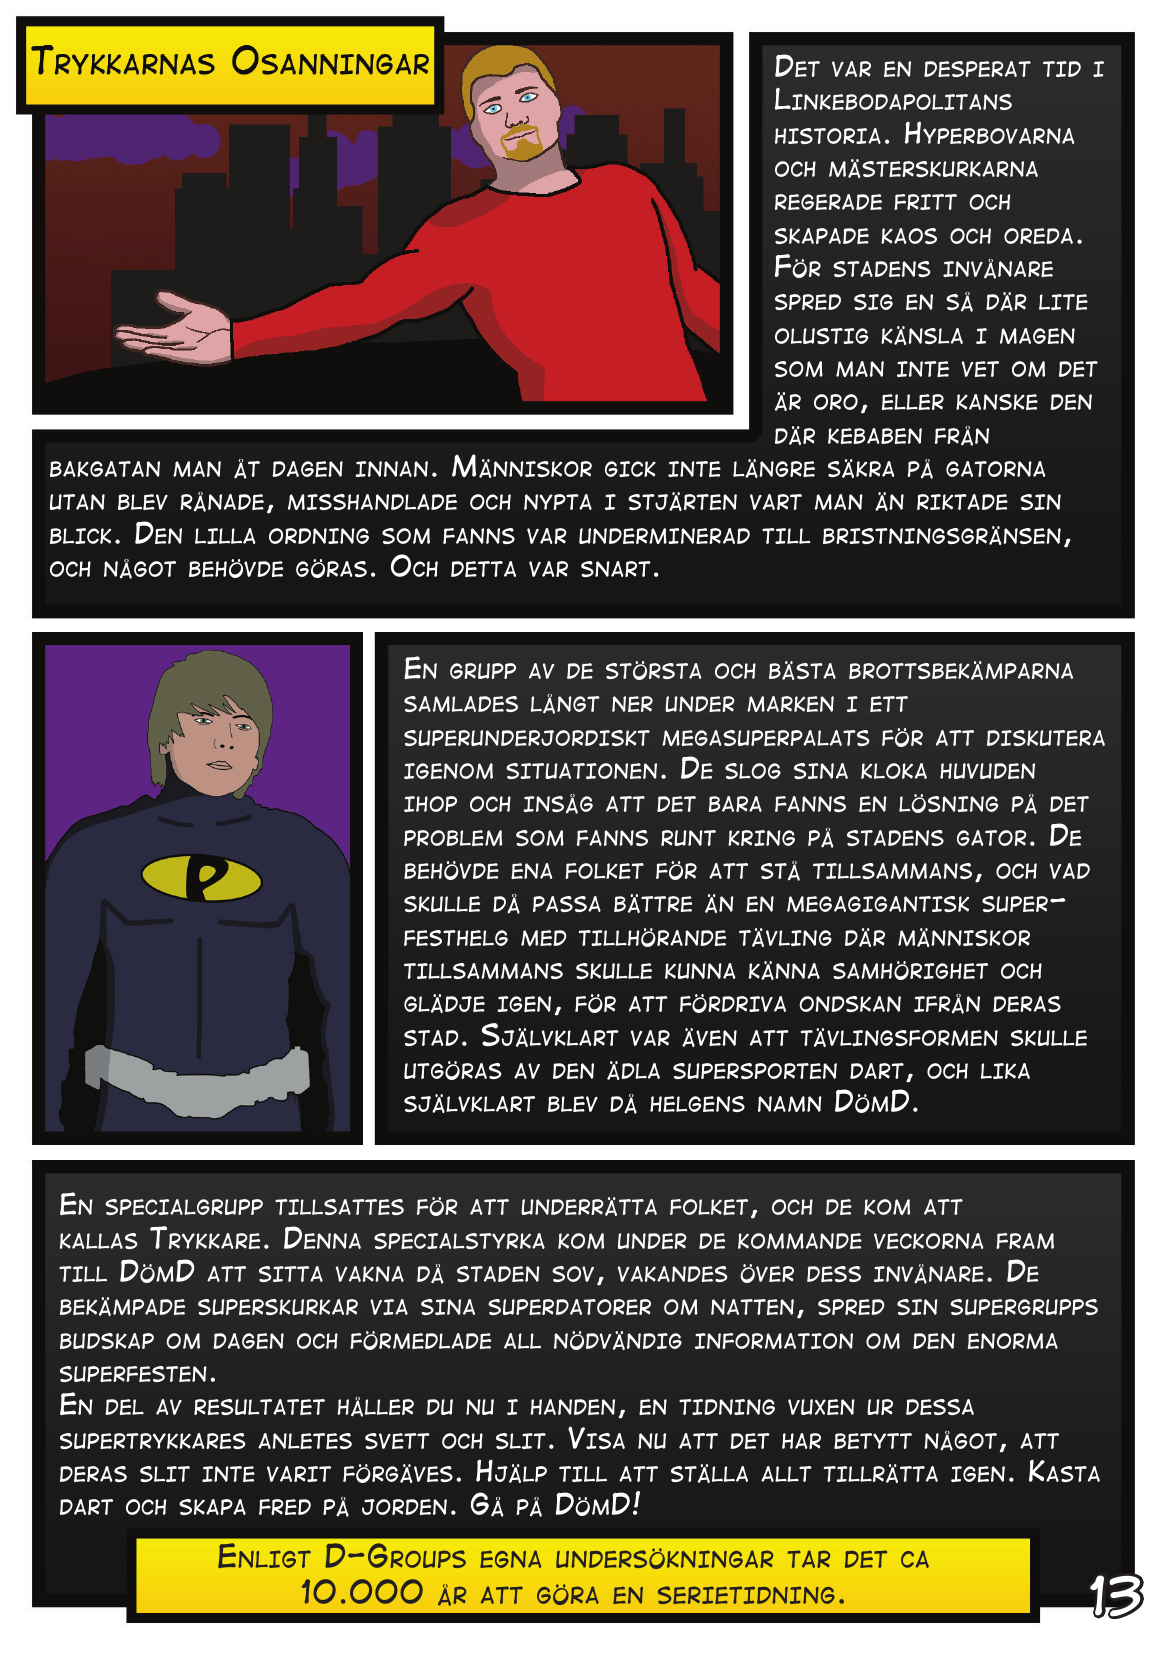 Trykkarnas Osanningar
Det var en desperat tid i
Linkebodapolitans
historia. Hyperbovarna
och mästerskurkarna
regerade fritt och
skapade kaos och oreda.
För stadens invånare
spred sig en så där lite
olustig känsla i magen
som man inte vet om det
är oro, eller kanske den
där kebaben från
bakgatan man åt dagen innan. Människor gick inte längre säkra på gatorna
utan blev rånade, misshandlade och nypta i stjärten vart man än riktade sin
blick. Den lilla ordning som fanns var underminerad till bristningsgränsen,
och något behövde göras. Och detta var snart.
P
En grupp av de största och bästa brottsbekämparna
samlades långt ner under marken i ett
superunderjordiskt megasuperpalats för att diskutera
igenom situationen. De slog sina kloka huvuden
ihop och insåg att det bara fanns en lösning på det
problem som fanns runt kring på stadens gator. De
behövde ena folket för att stå tillsammans, och vad
skulle då passa bättre än en megagigantisk super-
festhelg med tillhörande tävling där människor
tillsammans skulle kunna känna samhörighet och
glädje igen, för att fördriva ondskan ifrån deras
stad. Självklart var även att tävlingsformen skulle
utgöras av den ädla supersporten dart, och lika
självklart blev då helgens namn DömD.
En specialgrupp tillsattes för att underrätta folket, och de kom att
kallas Trykkare. Denna specialstyrka kom under de kommande veckorna fram
till DömD att sitta vakna då staden sov, vakandes över dess invånare. De
bekämpade superskurkar via sina superdatorer om natten, spred sin supergrupps
budskap om dagen och förmedlade all nödvändig information om den enorma
superfesten.
En del av resultatet håller du nu i handen, en tidning vuxen ur dessa
supertrykkares anletes svett och slit. Visa nu att det har betytt något, att
deras slit inte varit förgäves. Hjälp till att ställa allt tillrätta igen. Kasta
dart och skapa fred på jorden. Gå på DömD!
Enligt D-Groups egna undersökningar tar det ca
10.000 år att göra en serietidning.
13